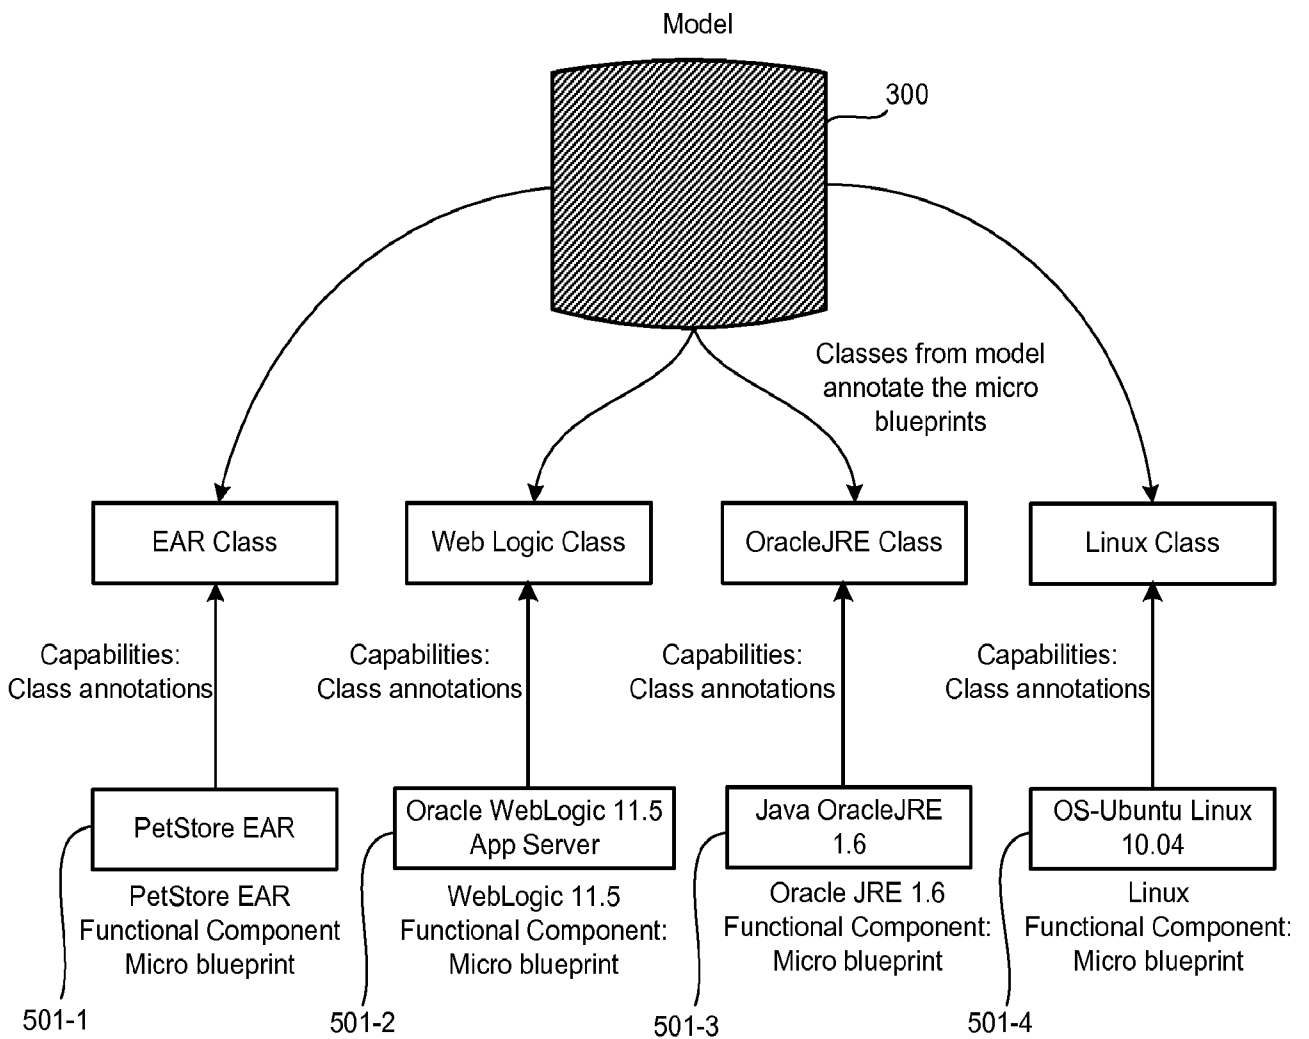 Model
300
Classes from model
annotate the micro
blueprints
EAR Class
Web Logic Class
OracleJRE Class
Linux Class
Capabilities:
Class annotations
Capabilities:
Class annotations
Capabilities:
Class annotations
Capabilities:
Class annotations
PetStore EAR
Oracle WebLogic 11.5
App Server
Java OracleJRE
1.6
OS-Ubuntu Linux
10.04
PetStore EAR
Functional Component
Micro blueprint
WebLogic 11.5
Functional Component:
Micro blueprint
Oracle JRE 1.6
Functional Component:
Micro blueprint
Linux
Functional Component:
Micro blueprint
501-1
501-2
501-3
501-4